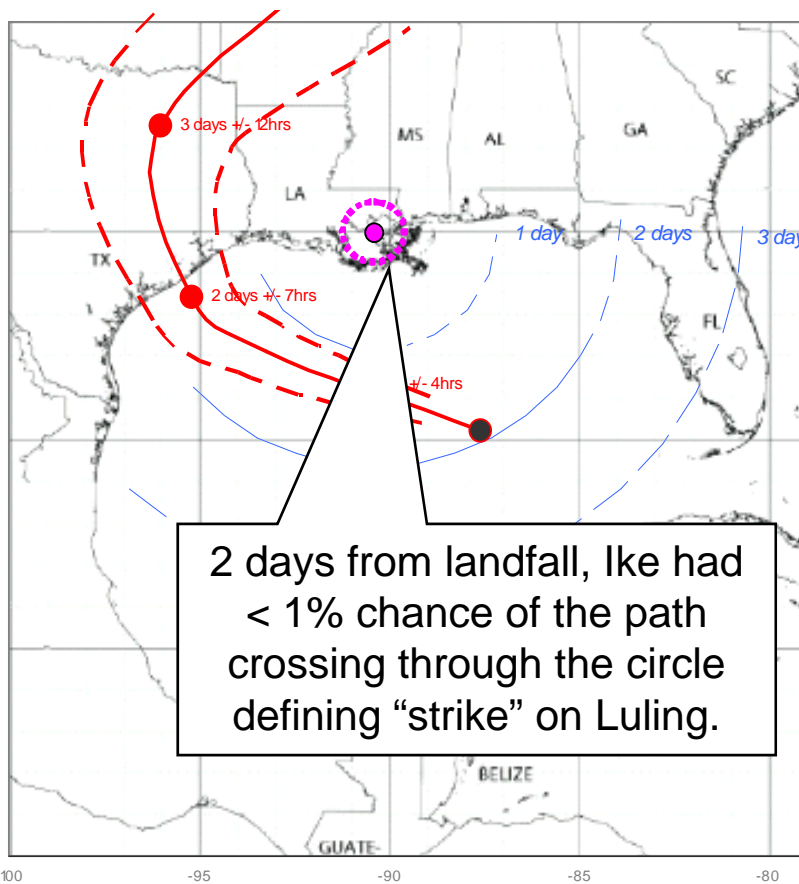 SC
3 days +/- 12hrs
MS
AL
GA
LA
1 day
2 days
3 day
TX
2 days +/- 7hrs
FL
+/- 4hrs
2 days from landfall, Ike had
< 1% chance of the path
crossing through the circle
defining “strike” on Luling.
BELIZE
GUATE-
100
-95
-90
-85
-80